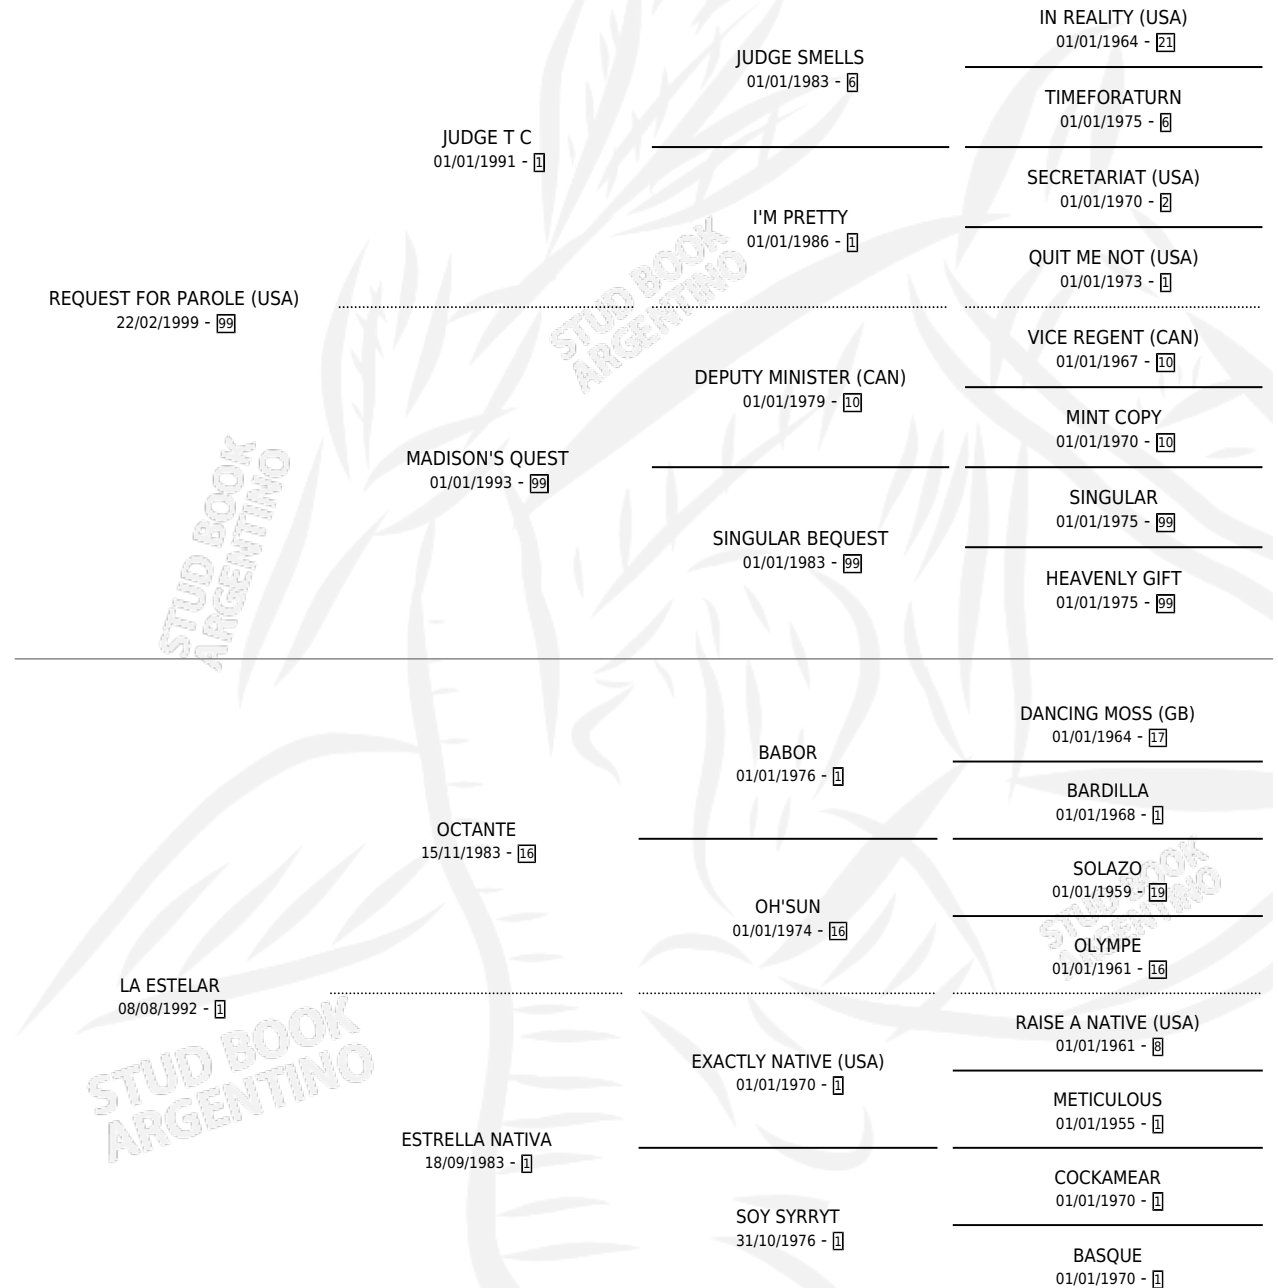 IN REALITY (USA)
01/01/1964 - 21
JUDGE SMELLS
01/01/1983 - 6
TIMEFORATURN
01/01/1975 - 6
JUDGE T C
01/01/1991 - 1
SECRETARIAT (USA)
01/01/1970 - 2
I'M PRETTY
01/01/1986 - 1
QUIT ME NOT (USA)
01/01/1973 - 1
REQUEST FOR PAROLE (USA)
22/02/1999 - 99
VICE REGENT (CAN)
01/01/1967 - 10
DEPUTY MINISTER (CAN)
01/01/1979 - 10
MINT COPY
01/01/1970 - 10
MADISON'S QUEST
01/01/1993 - 99
SINGULAR
01/01/1975 - 99
SINGULAR BEQUEST
01/01/1983 - 99
HEAVENLY GIFT
01/01/1975 - 99
DANCING MOSS (GB)
01/01/1964 - 17
BABOR
01/01/1976 - 1
BARDILLA
01/01/1968 - 1
OCTANTE
15/11/1983 - 16
SOLAZO
01/01/1959 - 19
OH'SUN
01/01/1974 - 16
OLYMPE
01/01/1961 - 16
LA ESTELAR
08/08/1992 - 1
RAISE A NATIVE (USA)
01/01/1961 - 8
EXACTLY NATIVE (USA)
01/01/1970 - 1
METICULOUS
01/01/1955 - 1
ESTRELLA NATIVA
18/09/1983 - 1
COCKAMEAR
01/01/1970 - 1
SOY SYRRYT
31/10/1976 - 1
BASQUE
01/01/1970 - 1
STUD BOOK
ARGENTINO
STUD BOOK
ARGENTINO
STUD BOOK
ARGENTINO
STUD BOOK
ARGENTINO